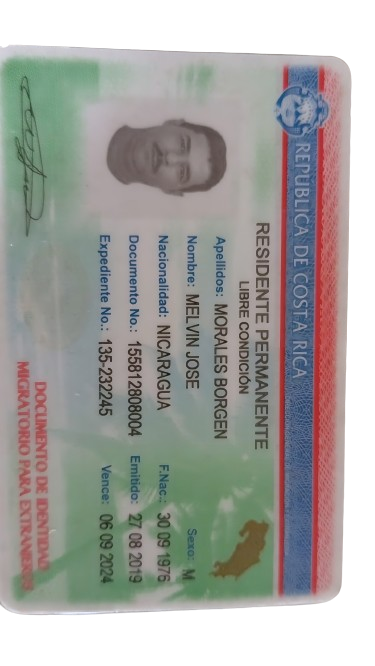 REPUBLICA DE COSTA RICA
RESIDENTE PERMANENTE
LIBRE CONDICIÓN
Apellidos: MORALES BORGEN
Sexo: M
Nombre: MELVIN JOSE
Nacionalidad: NICARAGUA F.Nac.: 30 09 1976
Documento No.: 155812808004 Emitido: 27 08 2019
Expediente No.: 135-232245 Vence: 06 09 2024
DOCUMENTO DE IDENTIDAD
MIGRATORIO PARA EXTRANJEROS